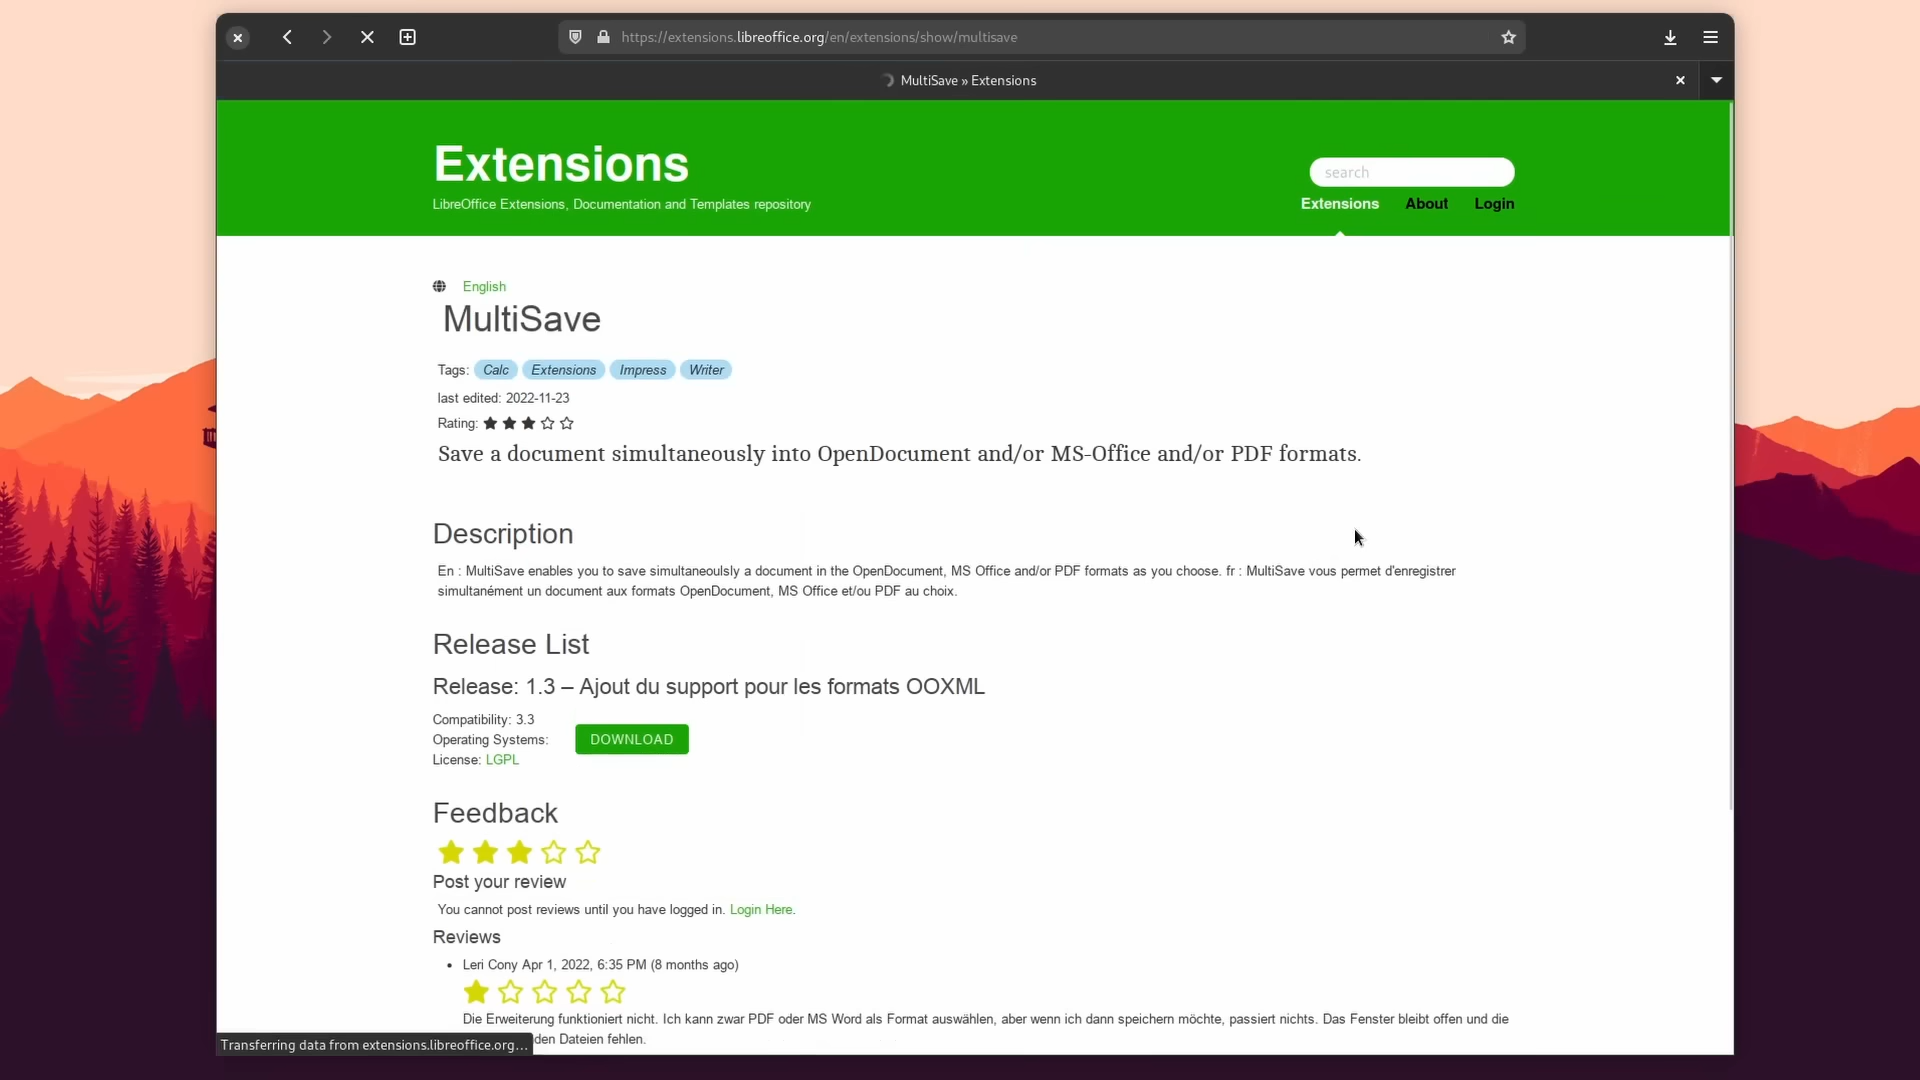 https://extensions.libreoffice.org/en/extensions/show/multisave
MultiSave » Extensions
Extensions
LibreOffice Extensions, Documentation and Templates repository
search
Extensions About Login
English
MultiSave
Tags: Calc Extensions Impress Writer
last edited: 2022-11-23
Rating:
Save a document simultaneously into OpenDocument and/or MS-Office and/or PDF formats.
Description
En : MultiSave enables you to save simultaneoulsly a document in the OpenDocument, MS Office and/or PDF formats as you choose. fr : MultiSave vous permet d'enregistrer
simultanément un document aux formats OpenDocument, MS Office et/ou PDF au choix.
Release List
Release: 1.3 – Ajout du support pour les formats OOXML
Compatibility: 3.3
Operating Systems:
DOWNLOAD
License: LGPL
Feedback
Post your review
You cannot post reviews until you have logged in. Login Here.
Reviews
Leri Cony Apr 1, 2022, 6:35 PM (8 months ago)
Die Erweiterung funktioniert nicht. Ich kann zwar PDF oder MS Word als Format auswählen, aber wenn ich dann speichern möchte, passiert nichts. Das Fenster bleibt offen und die
Dateien fehlen.
Transferring data from extensions.libreoffice.org…